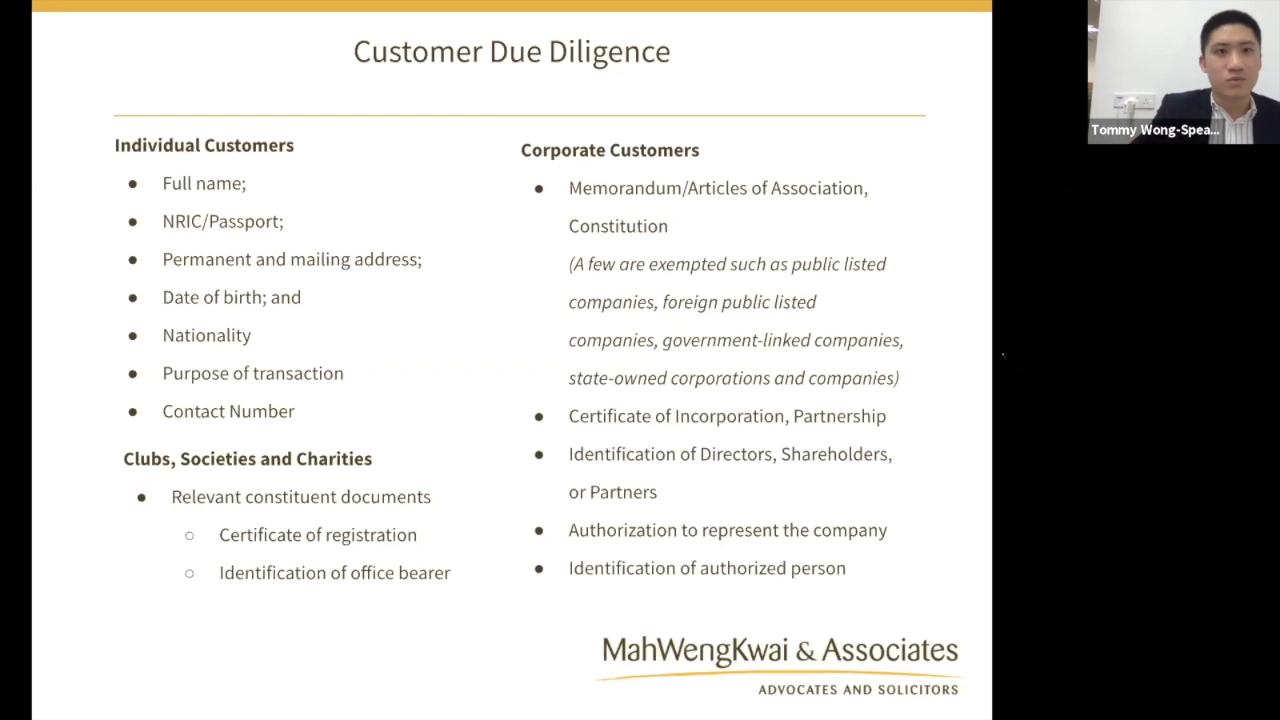 Customer Due Diligence
Individual Customers
● Full name;
● NRIC/Passport;
● Permanent and mailing address;
● Date of birth; and
● Nationality
● Purpose of transaction
● Contact Number
Clubs, Societies and Charities
● Relevant constituent documents
○ Certificate of registration
○ Identification of office bearer
Corporate Customers
● Memorandum/Articles of Association,
Constitution
(A few are exempted such as public listed
companies, foreign public listed
companies, government-linked companies,
state-owned corporations and companies)
● Certificate of Incorporation, Partnership
● Identification of Directors, Shareholders,
or Partners
● Authorization to represent the company
● Identification of authorized person
MahWengKwai & Associates
ADVOCATES AND SOLICITORS
Tommy Wong-Spea...